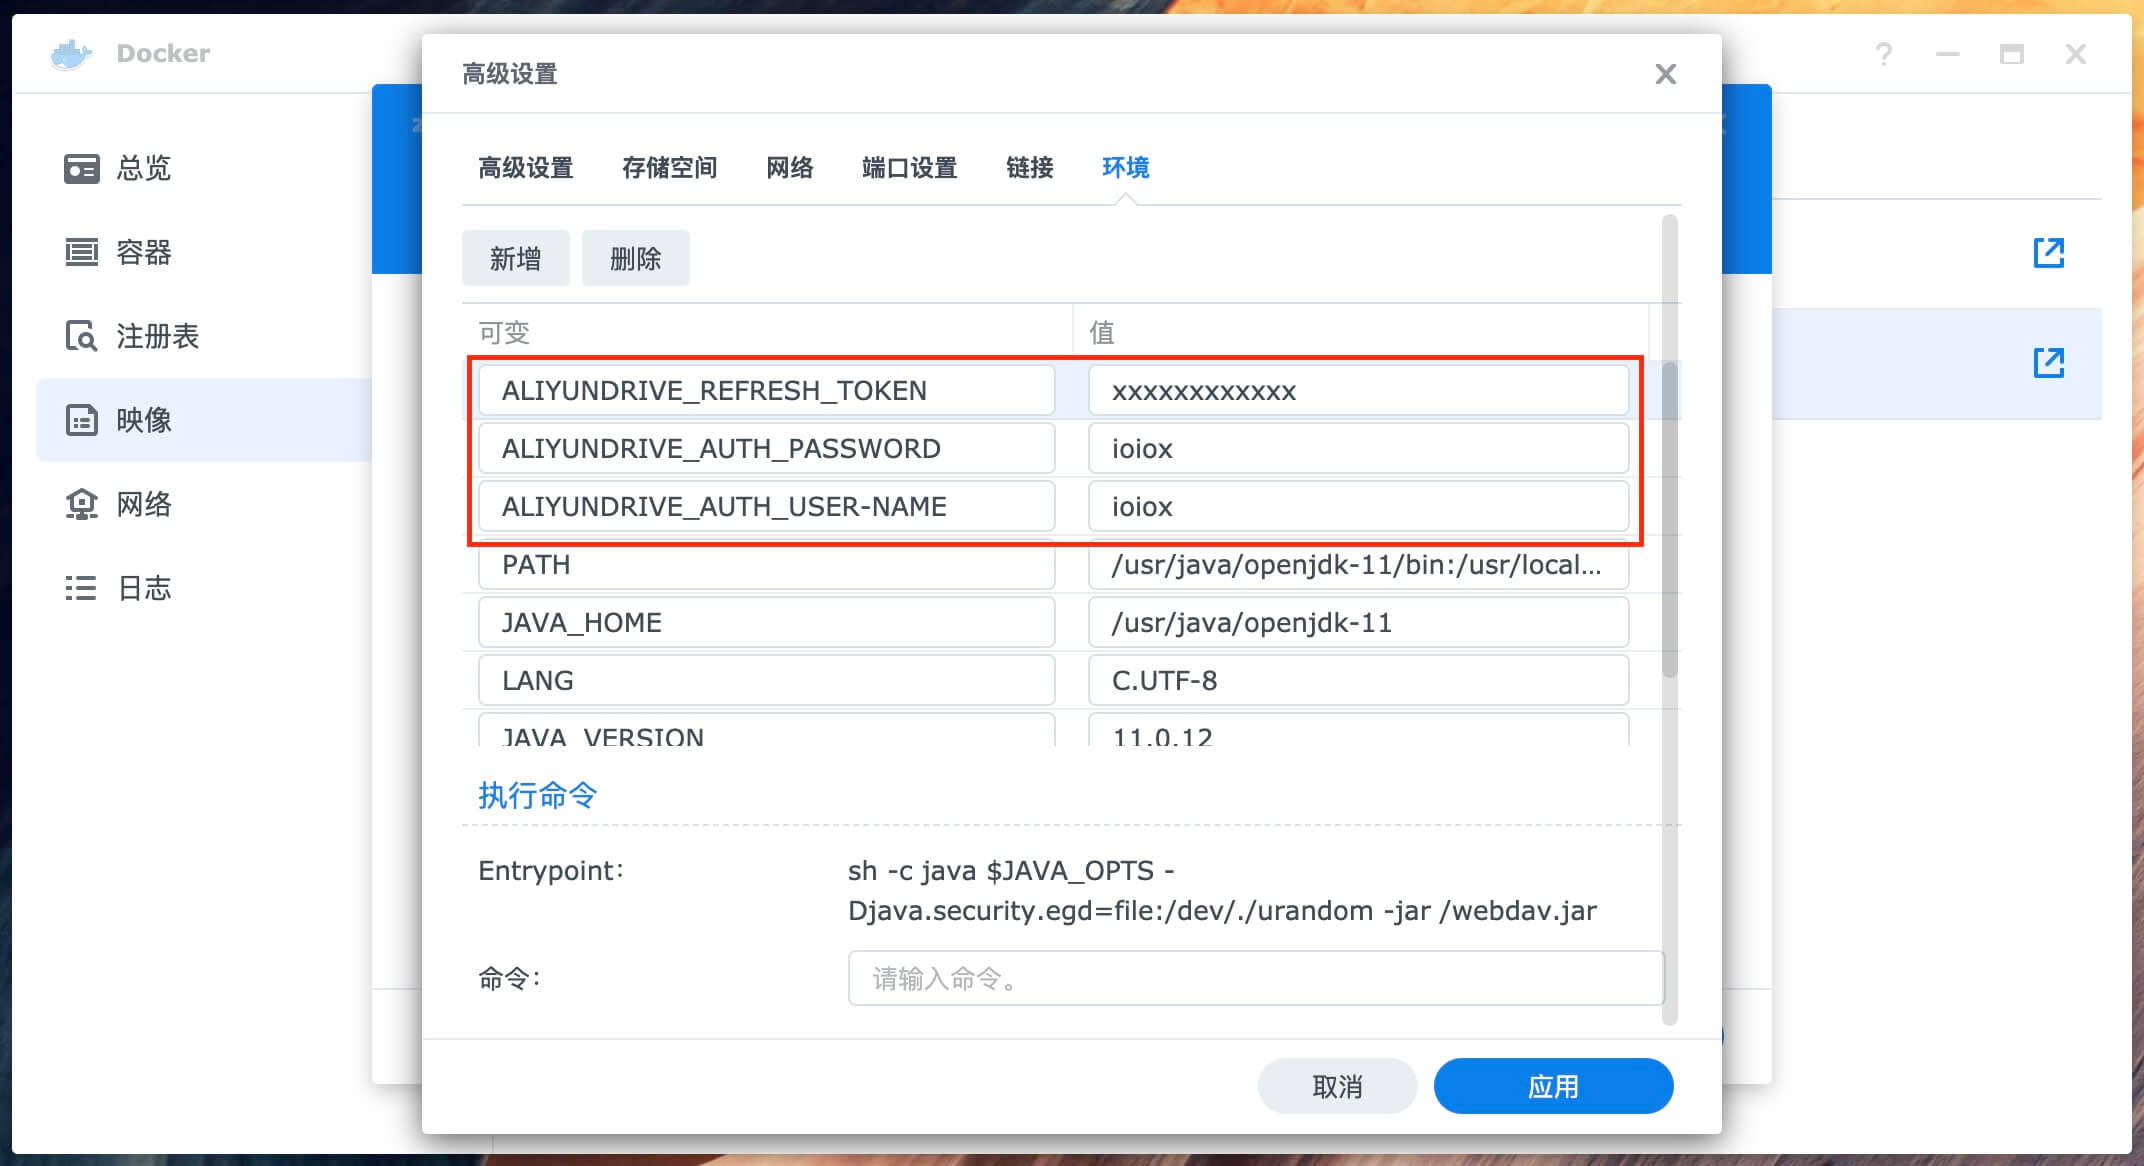 Docker
总览
容器
注册表
映像
网络
日志
高级设置
高级设置 存储空间 网络 端口设置 链接 环境
新增 删除
可变 值
ALIYUNDRIVE_REFRESH_TOKEN xxxxxxxxxxxx
ALIYUNDRIVE_AUTH_PASSWORD ioiox
ALIYUNDRIVE_AUTH_USER-NAME ioiox
PATH /usr/java/openjdk-11/bin:/usr/local...
JAVA_HOME /usr/java/openjdk-11
LANG C.UTF-8
JAVA_VERSION 11.0.12
执行命令
Entrypoint: sh -c java $JAVA_OPTS -
Djava.security.egd=file:/dev/./urandom -jar /webdav.jar
命令: 请输入命令。
取消 应用